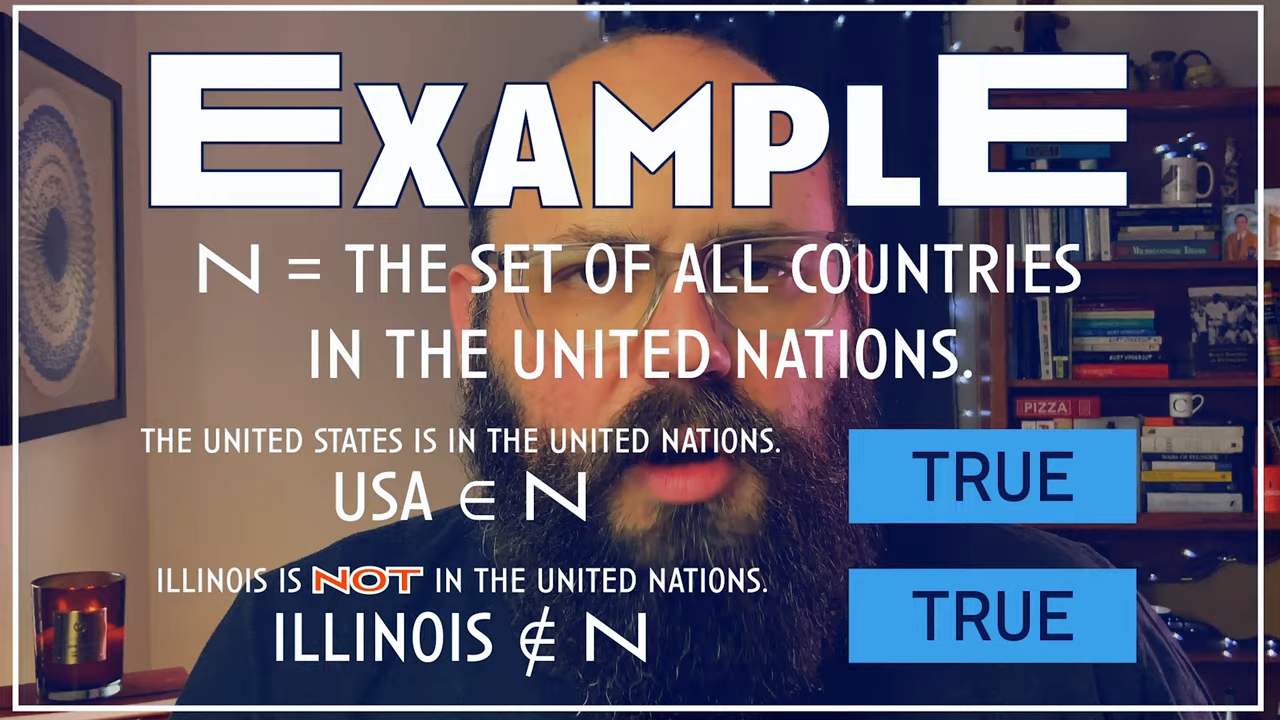 EXAMPLE
N = THE SET OF ALL COUNTRIES
IN THE UNITED NATIONS.
THE UNITED STATES IS IN THE UNITED NATIONS.
USA ∈ N
TRUE
ILLINOIS IS NOT IN THE UNITED NATIONS.
ILLINOIS ∉ N
TRUE
PIZZA